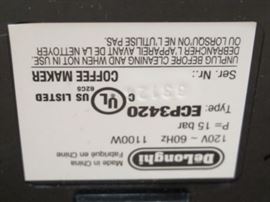 DeLonghi
Made in China
Fabriqué en Chine
120V ~ 60Hz 1100W
P= 15 bar
Type: ECP3420
C UL US LISTED
62C5
COFFEE MAKER
Ser. Nr.:
UNPLUG BEFORE CLEANING AND WHEN NOT IN USE
DEBRANCHER L'APPAREIL AVANT DE LA NETTOYER
OU LORSQU'ON NE L'UTILISE PAS.